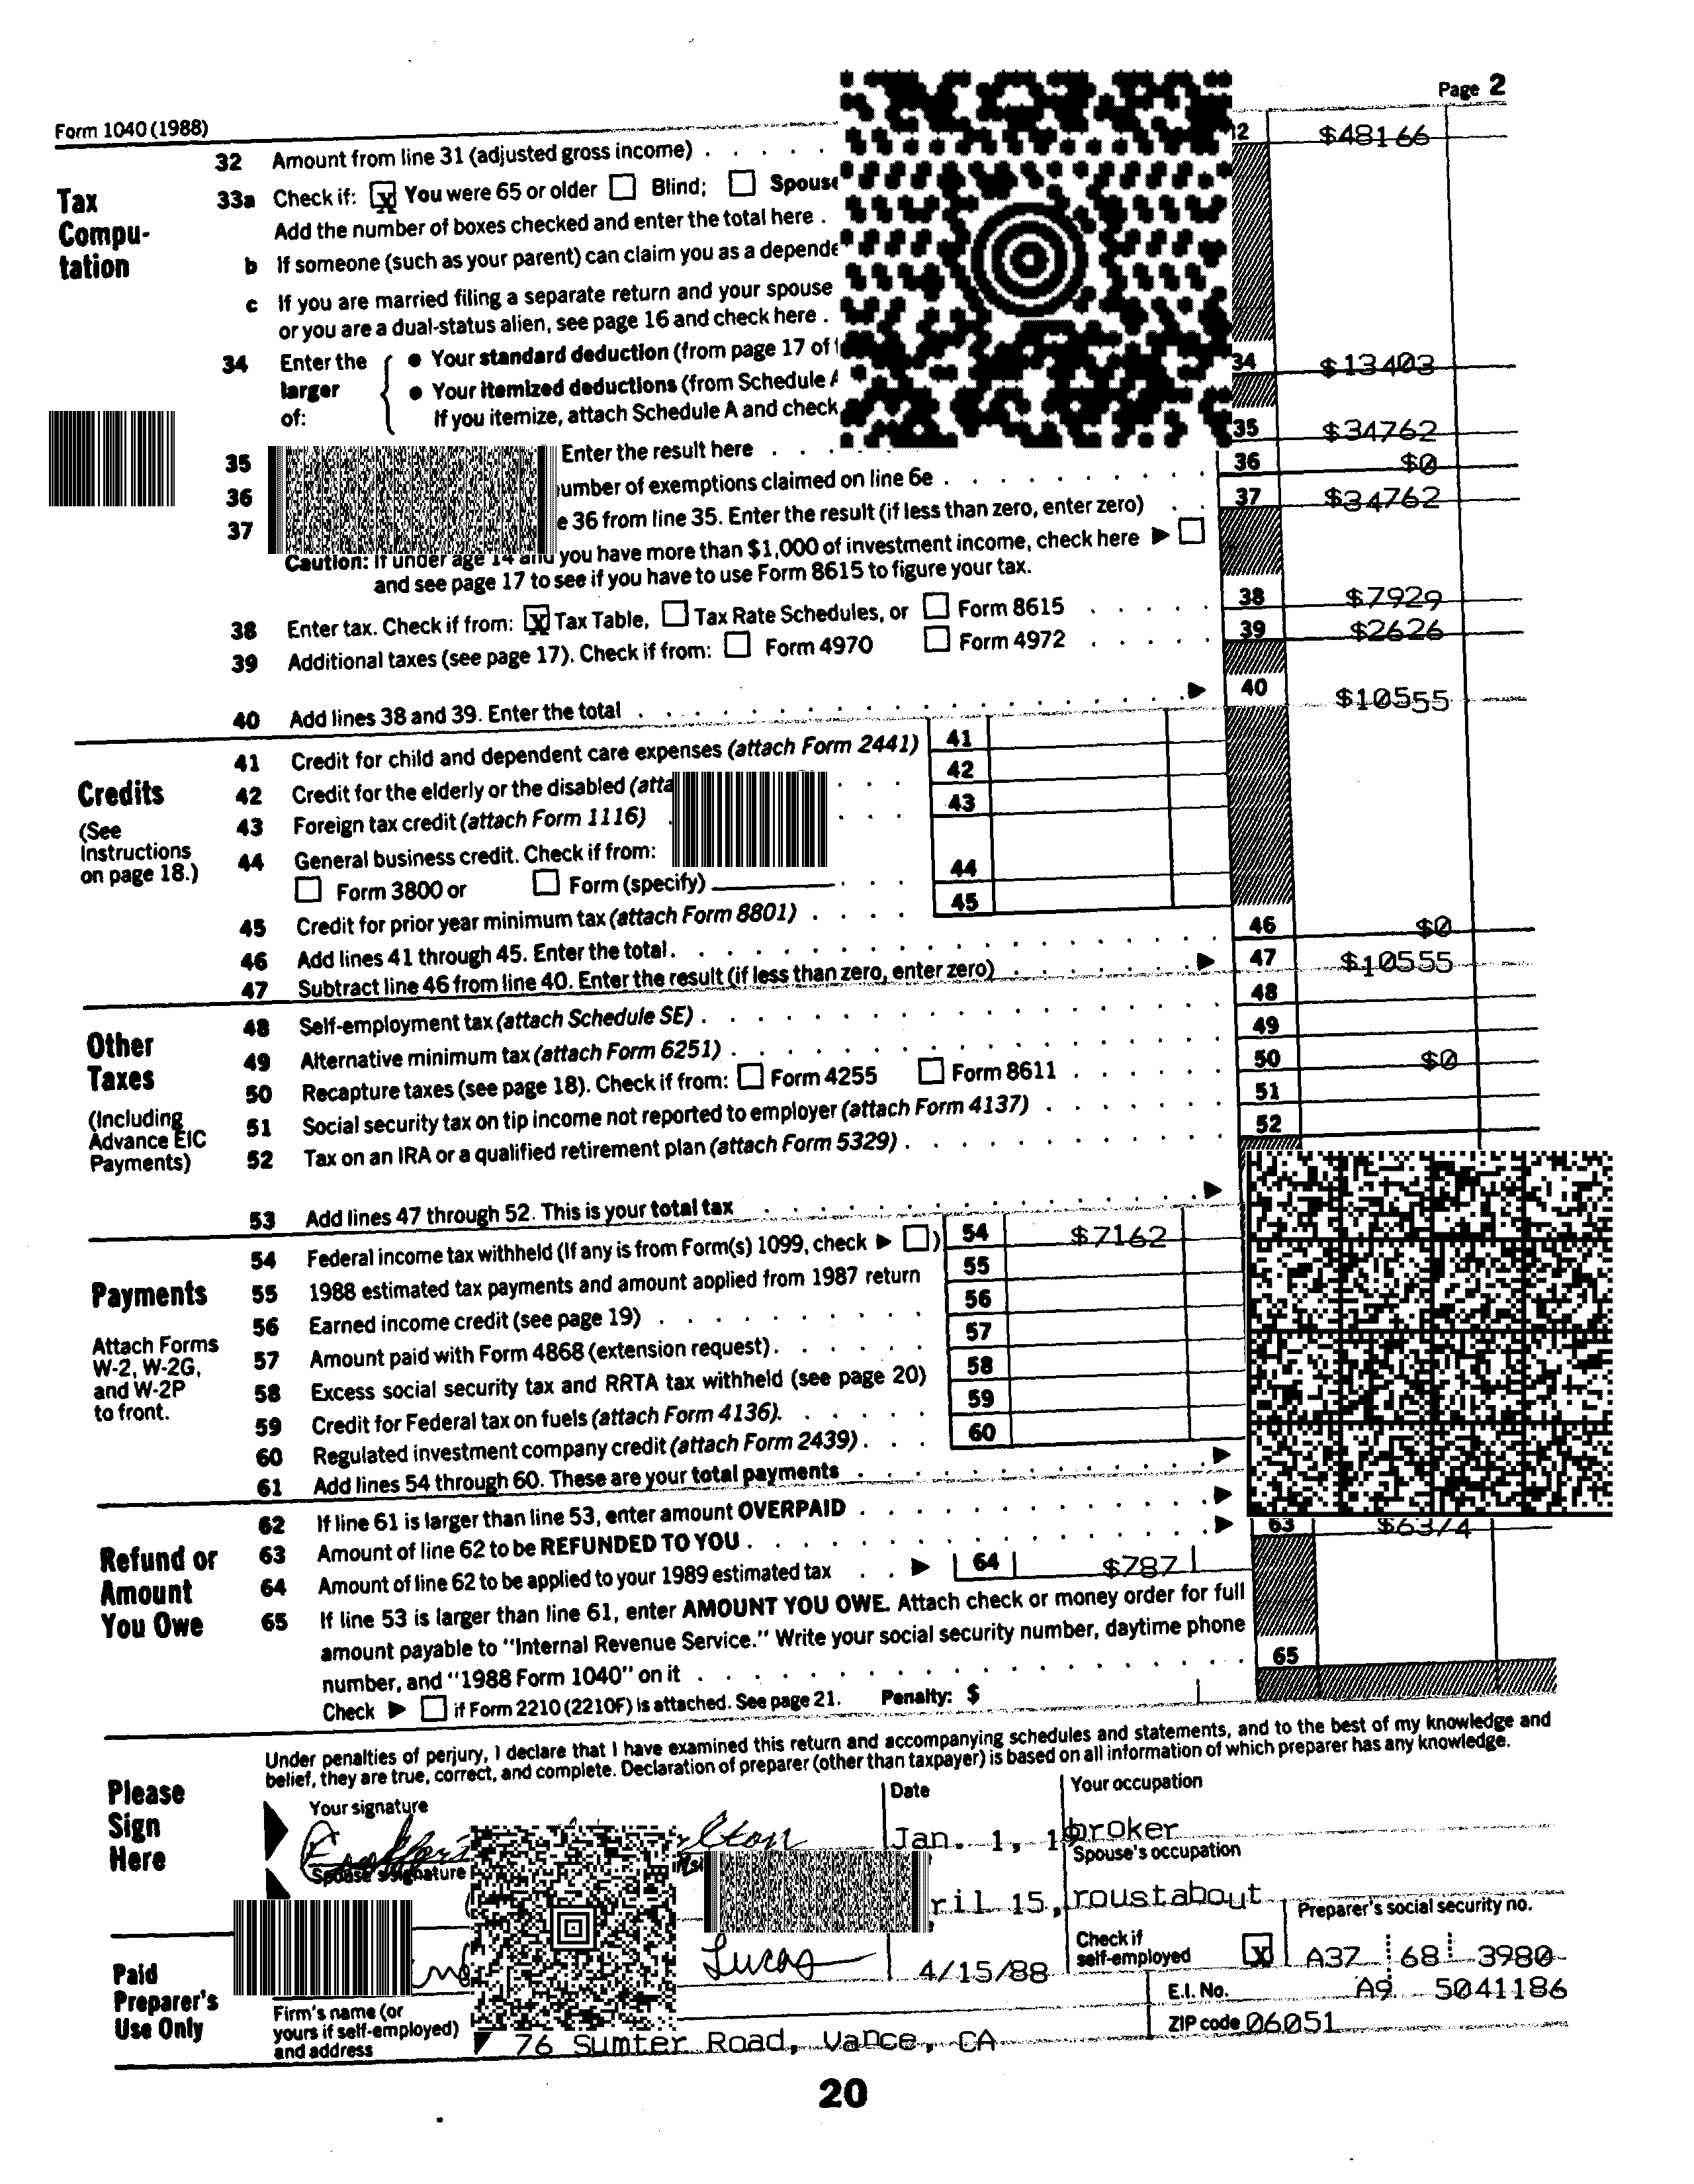 Form 1040 (1988)
Page 2
Tax Compu-
tation
32 Amount from line 31 (adjusted gross income) . . . . . $48166
33a Check if: [X] You were 65 or older [ ] Blind; [ ]
Add the number of boxes checked and enter the total here .
b If someone (such as your parent) can claim you as a
c If you are married filing a separate return and your spouse
or you are a dual-status alien, see page 16 and check here .
34 Enter the larger of: { ● Your standard deduction (from page 17 of 34 $13403
● Your itemized deductions (from Schedule
If you itemize, attach Schedule A and check
35 Enter the result here . . . 35 $34762
36 number of exemptions claimed on line 6e . . . . . . . . . 36 $0
37 36 from line 35. Enter the result (if less than zero, enter zero) . . 37 $34762
Caution: If under age 14 and you have more than $1,000 of investment income, check here ▶ [ ]
and see page 17 to see if you have to use Form 8615 to figure your tax.
38 Enter tax. Check if from: [X] Tax Table, [ ] Tax Rate Schedules, or [ ] Form 8615 . . . . 38 $7929
39 Additional taxes (see page 17). Check if from: [ ] Form 4970 [ ] Form 4972 . . . . 39 $2626
40 Add lines 38 and 39. Enter the total . . . . . . ▶ 40 $10555
Credits
(See Instructions on page 18.)
41 Credit for child and dependent care expenses (attach Form 2441) 41
42 Credit for the elderly or the disabled . . . 42
43 Foreign tax credit (attach Form 1116) . . . 43
44 General business credit. Check if from:
[ ] Form 3800 or [ ] Form (specify) . . . 44
45 Credit for prior year minimum tax (attach Form 8801) . . . . 45
46 Add lines 41 through 45. Enter the total . . . . . . 46 $0
47 Subtract line 46 from line 40. Enter the result (if less than zero, enter zero) . . . . ▶ 47 $10555
Other Taxes
(Including Advance EIC Payments)
48 Self-employment tax (attach Schedule SE) . . . . . . 48
49 Alternative minimum tax (attach Form 6251) . . . . . . 49
50 Recapture taxes (see page 18). Check if from: [ ] Form 4255 [ ] Form 8611 . . . . . . 50 $0
51 Social security tax on tip income not reported to employer (attach Form 4137) . . . . . . 51
52 Tax on an IRA or a qualified retirement plan (attach Form 5329) . . . . . . 52
53 Add lines 47 through 52. This is your total tax . . . . . . ▶
Payments
Attach Forms W-2, W-2G, and W-2P to front.
54 Federal income tax withheld (If any is from Form(s) 1099, check ▶ [ ] ) 54 $7162
55 1988 estimated tax payments and amount applied from 1987 return 55
56 Earned income credit (see page 19) . . . . . . 56
57 Amount paid with Form 4868 (extension request) . . . . . . 57
58 Excess social security tax and RRTA tax withheld (see page 20) 58
59 Credit for Federal tax on fuels (attach Form 4136) . . . . . 59
60 Regulated investment company credit (attach Form 2439) . . . 60
61 Add lines 54 through 60. These are your total payments . . . . . . ▶
Refund or Amount You Owe
62 If line 61 is larger than line 53, enter amount OVERPAID . . . . . . ▶
63 Amount of line 62 to be REFUNDED TO YOU . . . . . . ▶ 63 $6374
64 Amount of line 62 to be applied to your 1989 estimated tax . . ▶ 64 $787
65 If line 53 is larger than line 61, enter AMOUNT YOU OWE. Attach check or money order for full
amount payable to "Internal Revenue Service." Write your social security number, daytime phone
number, and "1988 Form 1040" on it . . . . . . 65
Check ▶ [ ] if Form 2210 (2210F) is attached. See page 21. Penalty: $
Please Sign Here
Under penalties of perjury, I declare that I have examined this return and accompanying schedules and statements, and to the best of my knowledge and
belief, they are true, correct, and complete. Declaration of preparer (other than taxpayer) is based on all information of which preparer has any knowledge.
Your signature
Date
Jan. 1,
Your occupation
broker
Spouse's signature
15,
Spouse's occupation
roustabout
Paid Preparer's Use Only
Lucas
4/15/88
Check if self-employed [X]
Preparer's social security no.
A37 68 3980
Firm's name (or yours if self-employed) and address
76 Sumter Road, Vance, CA
E.I. No. A9 5041186
ZIP code 06051
20